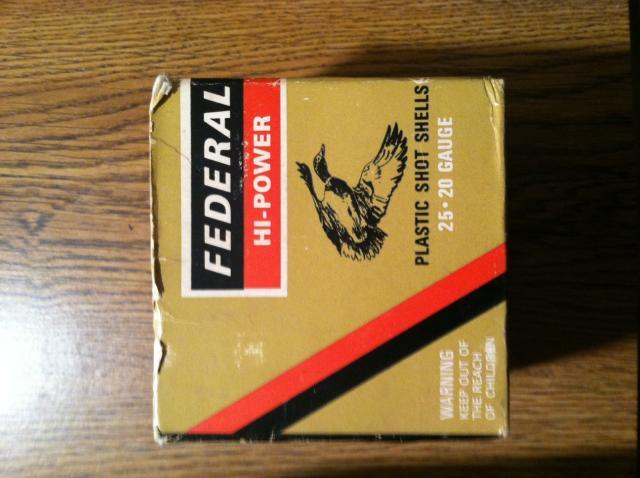 FEDERAL
HI-POWER
PLASTIC SHOT SHELLS
25•20 GAUGE
WARNING
KEEP OUT OF
THE REACH
OF CHILDREN